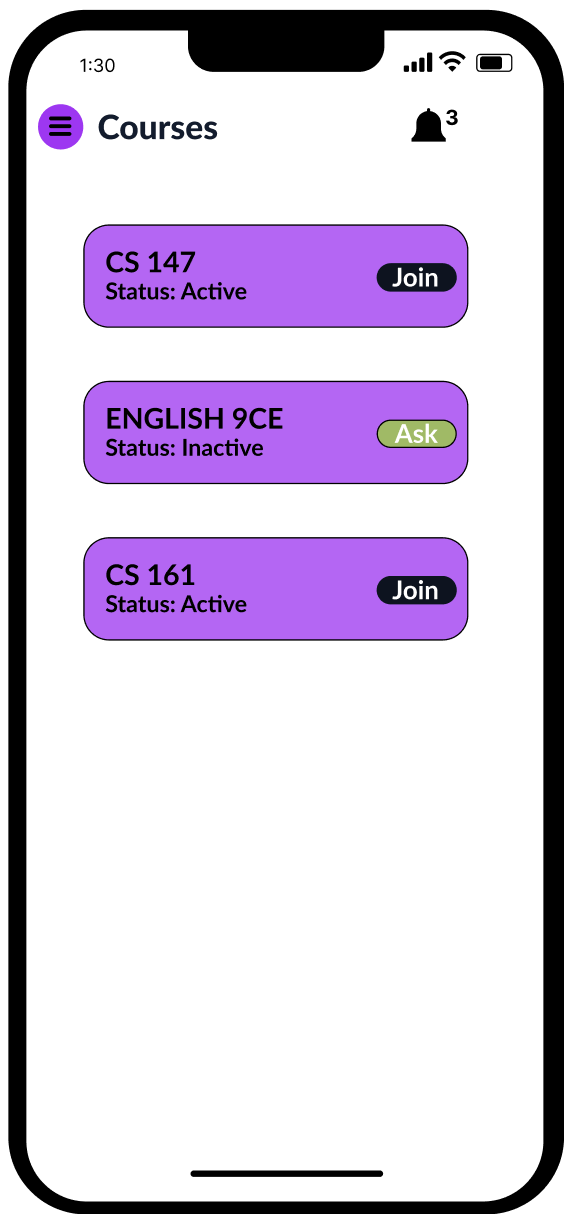 1:30
Courses
3
CS 147
Status: Active
Join
ENGLISH 9CE
Status: Inactive
Ask
CS 161
Status: Active
Join